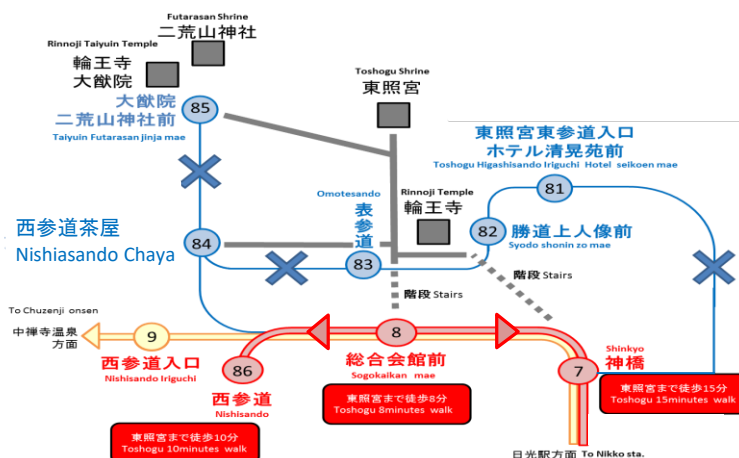 Futarasan Shrine
二荒山神社
Rinnoji Taiyuin Temple
輪王寺
大猷院
Toshogu Shrine
東照宮
大猷院
二荒山神社前
Taiyuin Futarasan jinja mae
85
東照宮東参道入口
ホテル清晃苑前
Toshogu Higashisando Iriguchi Hotel seikoen mae
81
Omotesando
表参道
83
Rinnoji Temple
輪王寺
82
勝道上人像前
Syodo shonin zo mae
西参道茶屋
Nishiasando Chaya
84
階段 Stairs
階段 Stairs
To Chuzenji onsen
中禅寺温泉
方面
9
西参道入口
Nishisando Iriguchi
86
西参道
Nishisando
8
総合会館前
Sogokaikan mae
Shinkyo
神橋
7
東照宮まで徒歩10分
Toshogu 10minutes walk
東照宮まで徒歩8分
Toshogu 8minutes walk
東照宮まで徒歩15分
Toshogu 15minutes walk
日光駅方面 To Nikko sta.